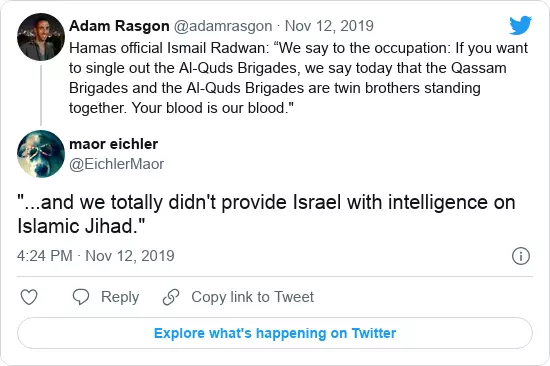 Adam Rasgon @adamrasgon · Nov 12, 2019
Hamas official Ismail Radwan: “We say to the occupation: If you want
to single out the Al-Quds Brigades, we say today that the Qassam
Brigades and the Al-Quds Brigades are twin brothers standing
together. Your blood is our blood."
maor eichler
@EichlerMaor
"...and we totally didn't provide Israel with intelligence on
Islamic Jihad."
4:24 PM · Nov 12, 2019
Reply
Copy link to Tweet
Explore what's happening on Twitter